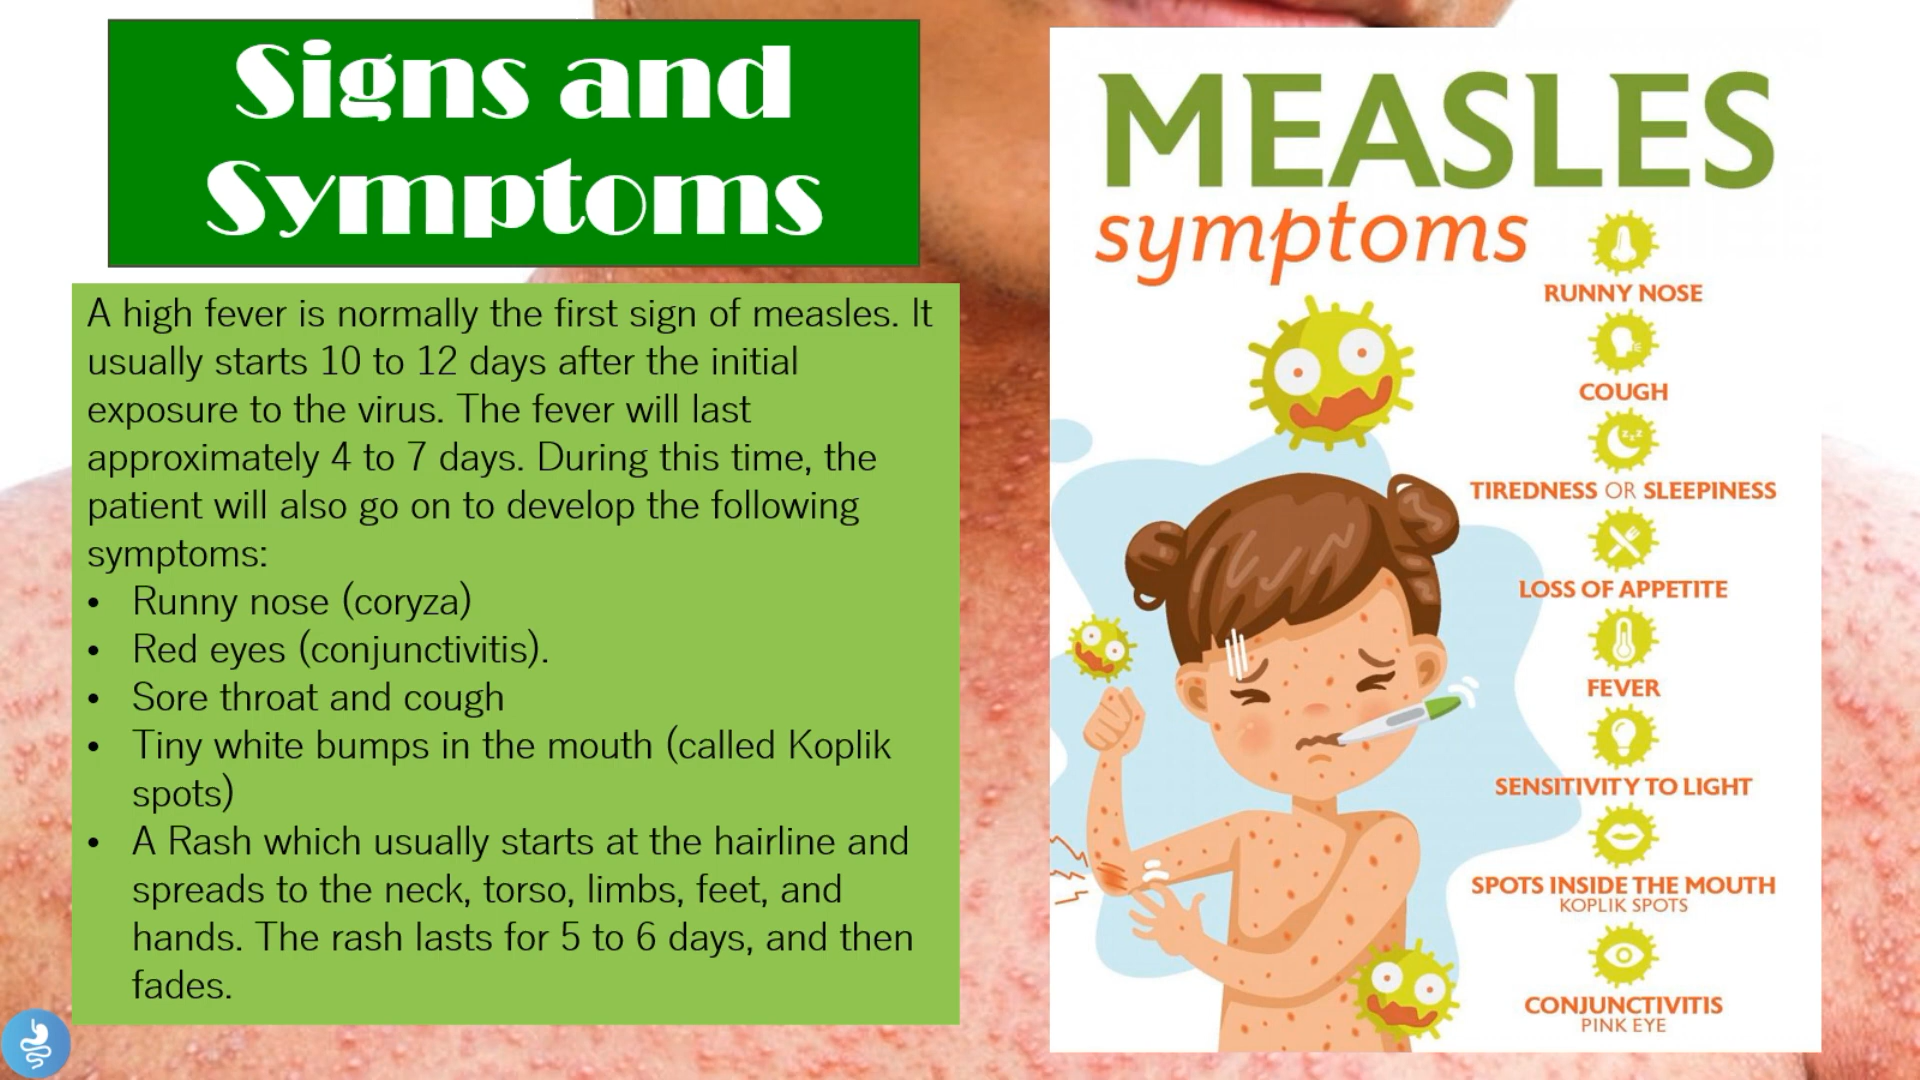 Signs and
Symptoms
A high fever is normally the first sign of measles. It
usually starts 10 to 12 days after the initial
exposure to the virus. The fever will last
approximately 4 to 7 days. During this time, the
patient will also go on to develop the following
symptoms:
• Runny nose (coryza)
• Red eyes (conjunctivitis).
• Sore throat and cough
• Tiny white bumps in the mouth (called Koplik
spots)
• A Rash which usually starts at the hairline and
spreads to the neck, torso, limbs, feet, and
hands. The rash lasts for 5 to 6 days, and then
fades.
MEASLES
symptoms
RUNNY NOSE
COUGH
TIREDNESS OR SLEEPINESS
LOSS OF APPETITE
FEVER
SENSITIVITY TO LIGHT
SPOTS INSIDE THE MOUTH
KOPLIK SPOTS
CONJUNCTIVITIS
PINK EYE